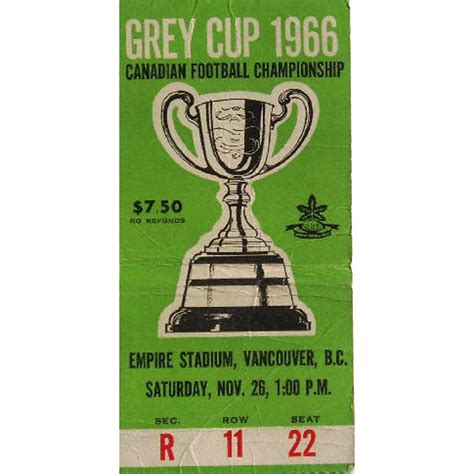 GREY CUP 1966
CANADIAN FOOTBALL CHAMPIONSHIP
$7.50
NO REFUNDS
EMPIRE STADIUM, VANCOUVER, B.C.
SATURDAY, NOV. 26, 1:00 P.M.
SEC. ROW SEAT
R 11 22